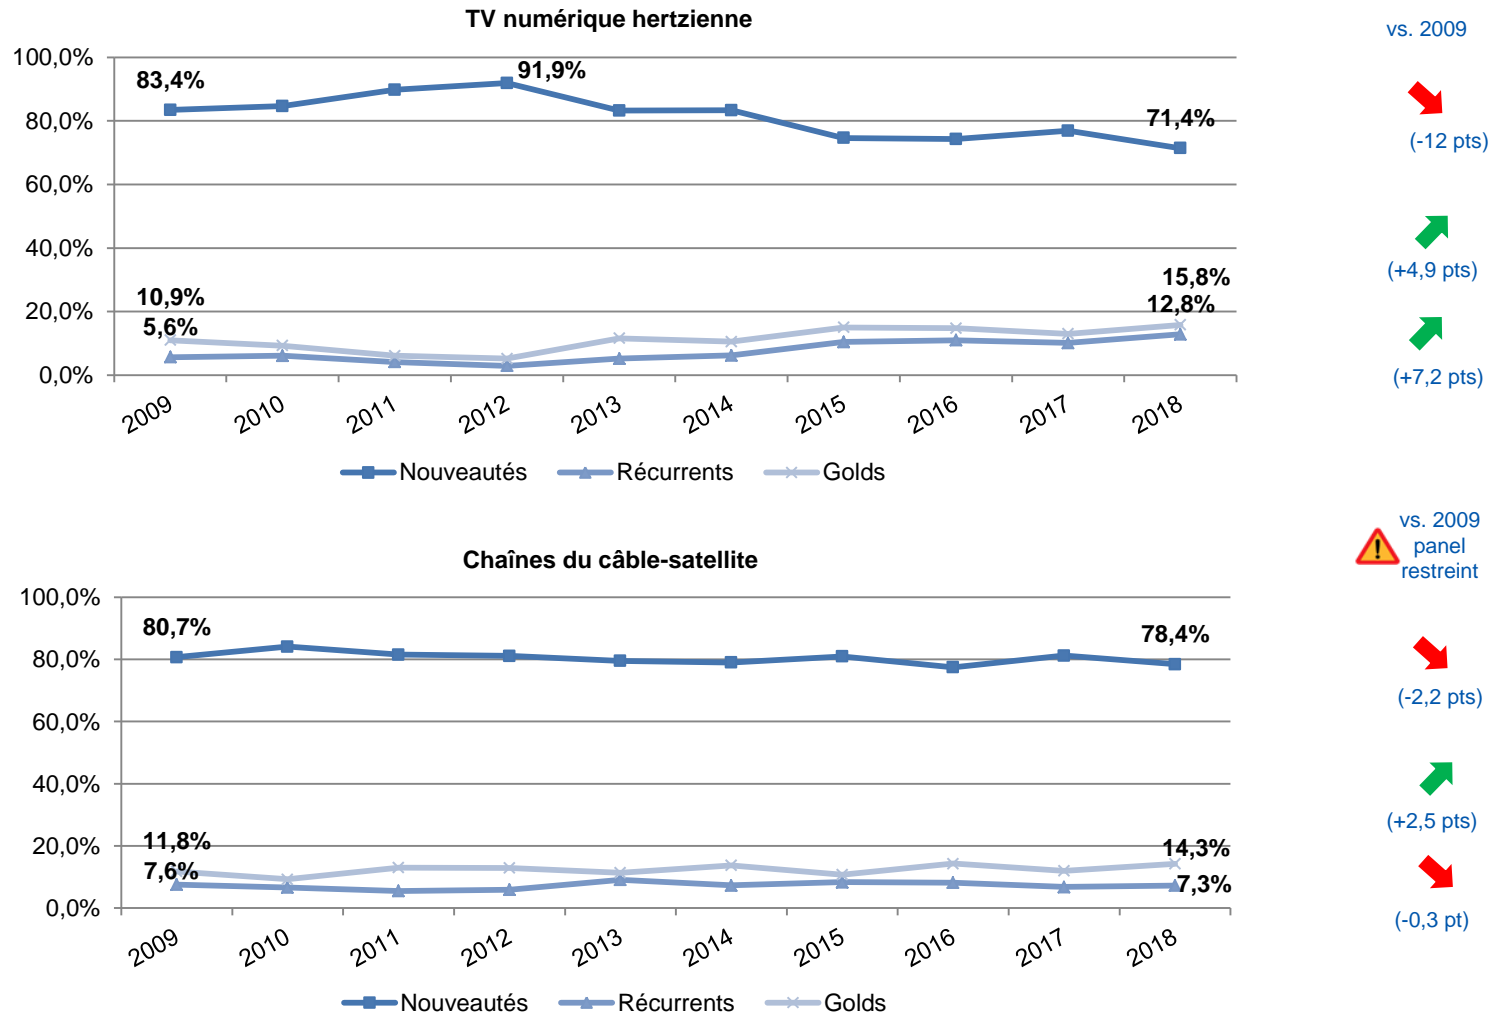 TV numérique hertzienne
vs. 2009
100,0%
80,0%
60,0%
40,0%
20,0%
0,0%
83,4%
91,9%
71,4%
10,9%
5,6%
15,8%
12,8%
(-12 pts)
(+4,9 pts)
(+7,2 pts)
2009 2010 2011 2012 2013 2014 2015 2016 2017 2018
Nouveautés Récurrents Golds
Chaînes du câble-satellite
vs. 2009
panel
restreint
100,0%
80,0%
60,0%
40,0%
20,0%
0,0%
80,7%
78,4%
11,8%
7,6%
14,3%
7,3%
(-2,2 pts)
(+2,5 pts)
(-0,3 pt)
2009 2010 2011 2012 2013 2014 2015 2016 2017 2018
Nouveautés Récurrents Golds